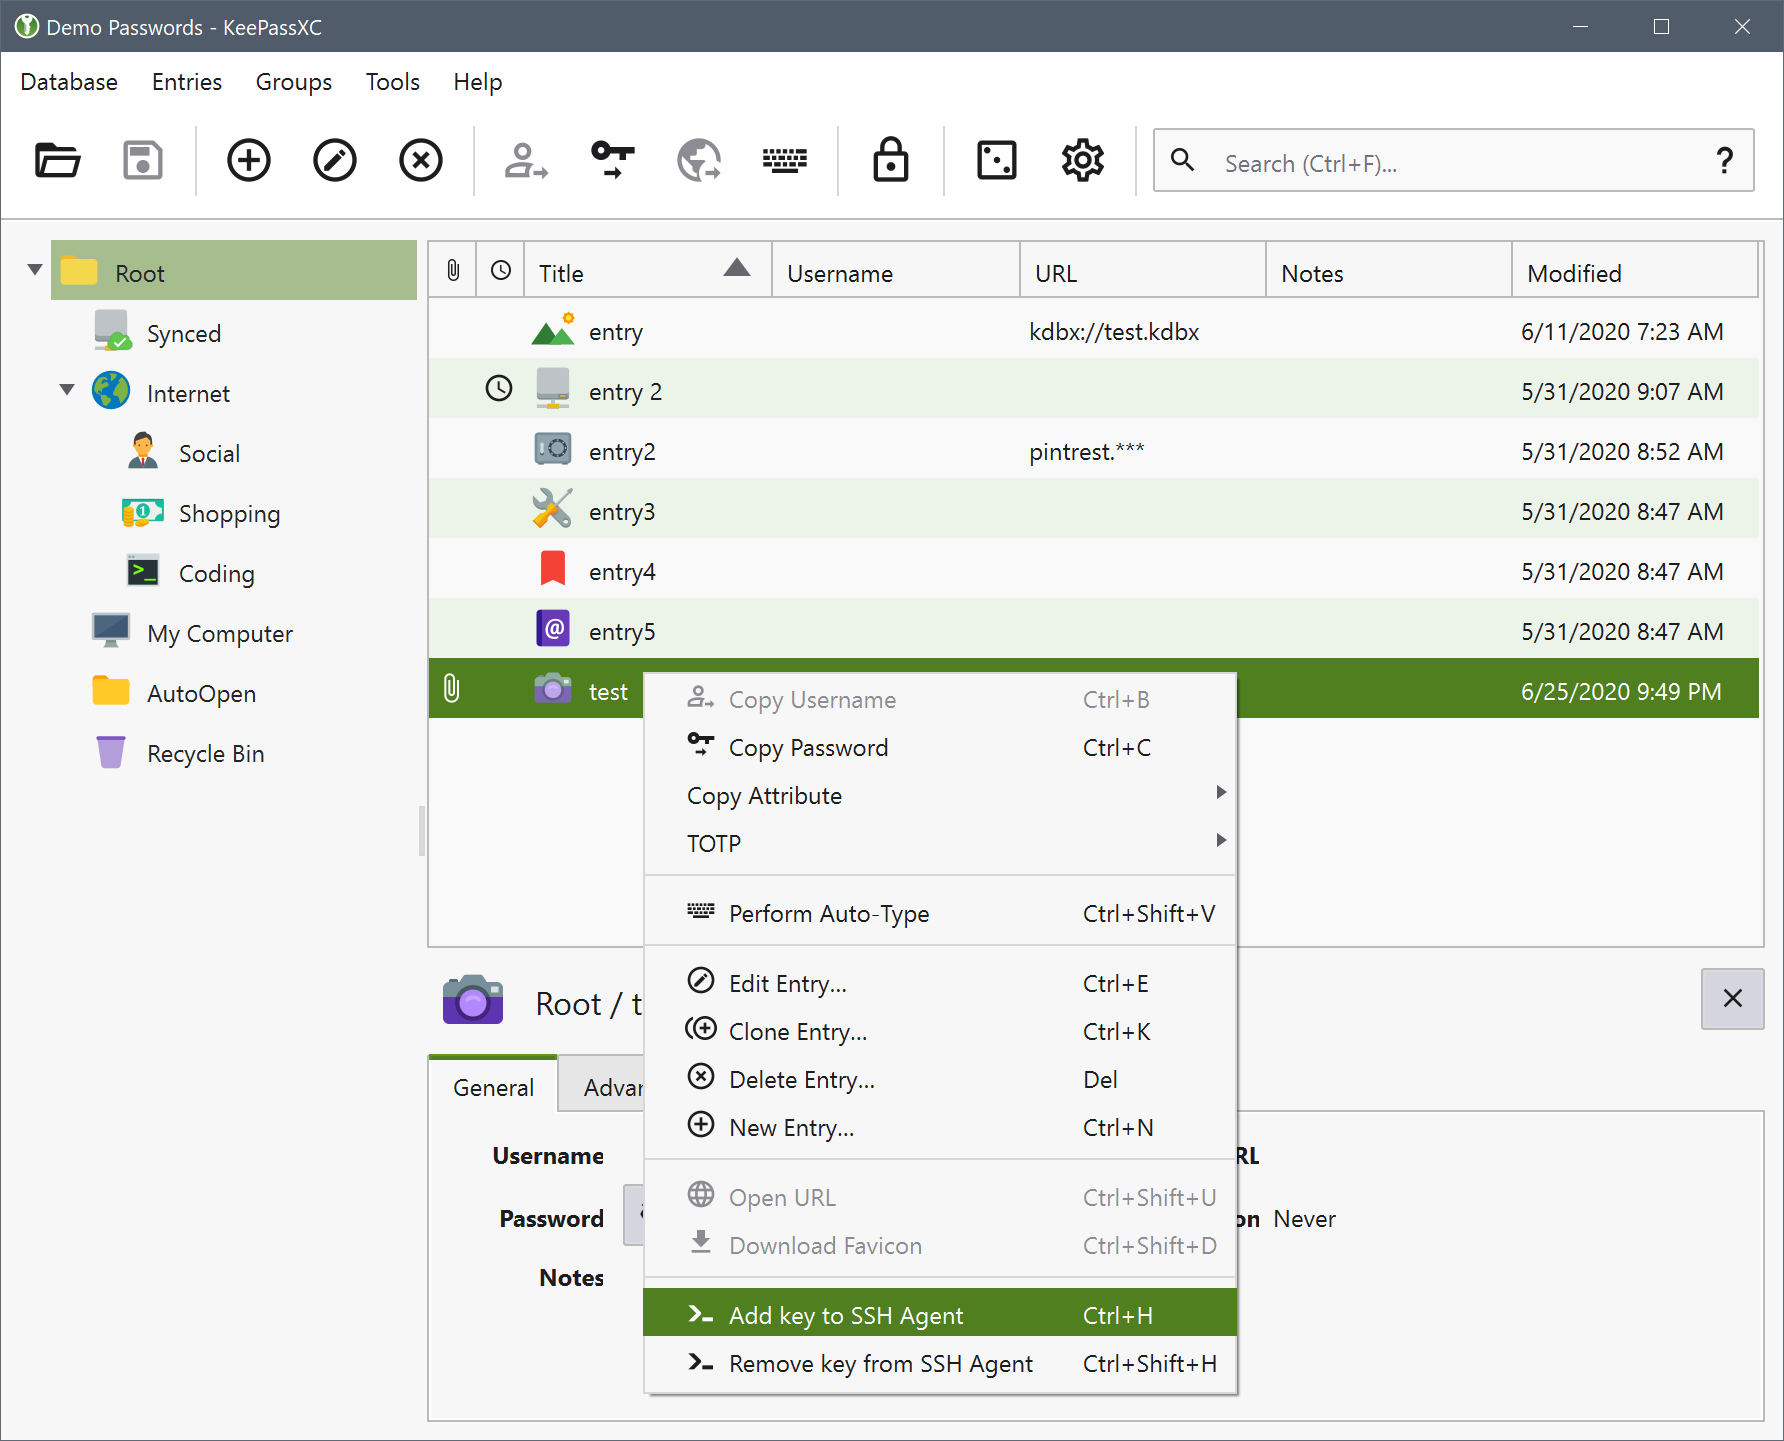 Demo Passwords - KeePassXC
Database Entries Groups Tools Help
Search (Ctrl+F)... ?
Root
Synced
Internet
Social
Shopping
Coding
My Computer
AutoOpen
Recycle Bin
Title Username URL Notes Modified
entry kdbx://test.kdbx 6/11/2020 7:23 AM
entry 2 5/31/2020 9:07 AM
entry2 pintrest.*** 5/31/2020 8:52 AM
entry3 5/31/2020 8:47 AM
entry4 5/31/2020 8:47 AM
entry5 5/31/2020 8:47 AM
test 6/25/2020 9:49 PM
Copy Username Ctrl+B
Copy Password Ctrl+C
Copy Attribute
TOTP
Perform Auto-Type Ctrl+Shift+V
Edit Entry... Ctrl+E
Clone Entry... Ctrl+K
Delete Entry... Del
New Entry... Ctrl+N
Open URL Ctrl+Shift+U
Download Favicon Ctrl+Shift+D
Add key to SSH Agent Ctrl+H
Remove key from SSH Agent Ctrl+Shift+H
Root / t
General Advan
Username RL
Password on Never
Notes